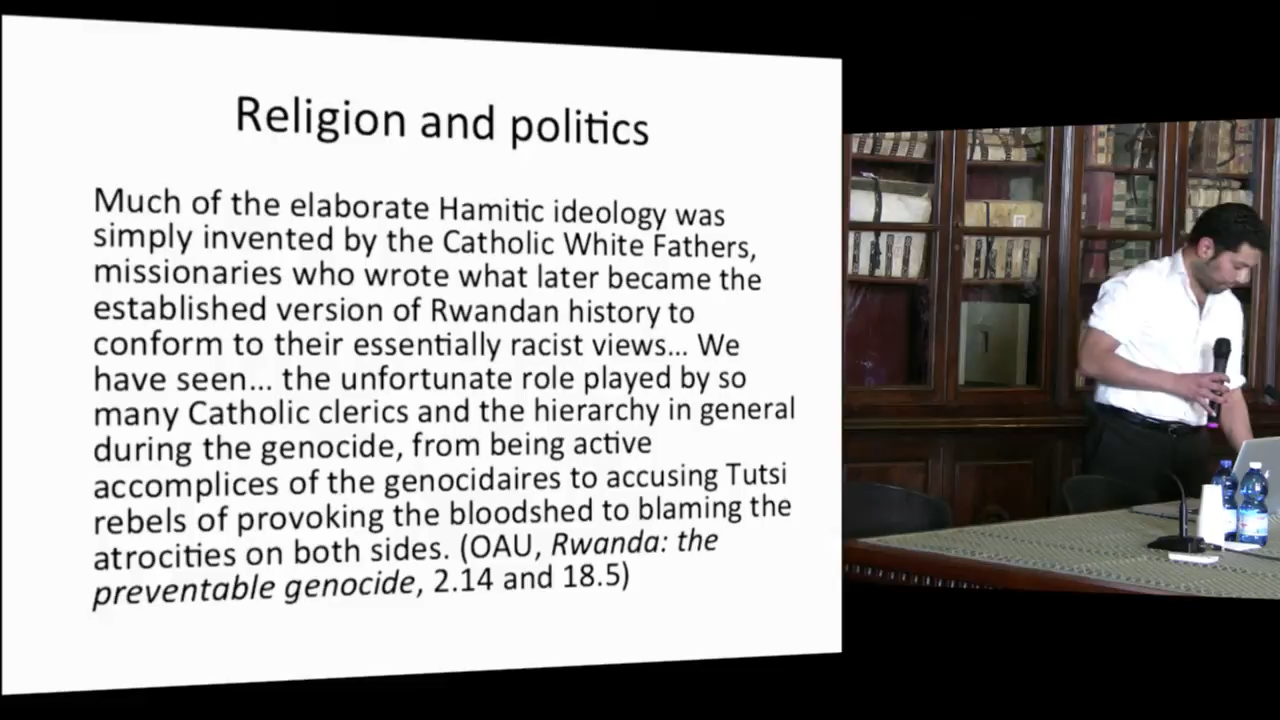 Religion and politics
Much of the elaborate Hamitic ideology was
simply invented by the Catholic White Fathers,
missionaries who wrote what later became the
established version of Rwandan history to
conform to their essentially racist views... We
have seen... the unfortunate role played by so
many Catholic clerics and the hierarchy in general
during the genocide, from being active
accomplices of the genocidaires to accusing Tutsi
rebels of provoking the bloodshed to blaming the
atrocities on both sides. (OAU, Rwanda: the
preventable genocide, 2.14 and 18.5)